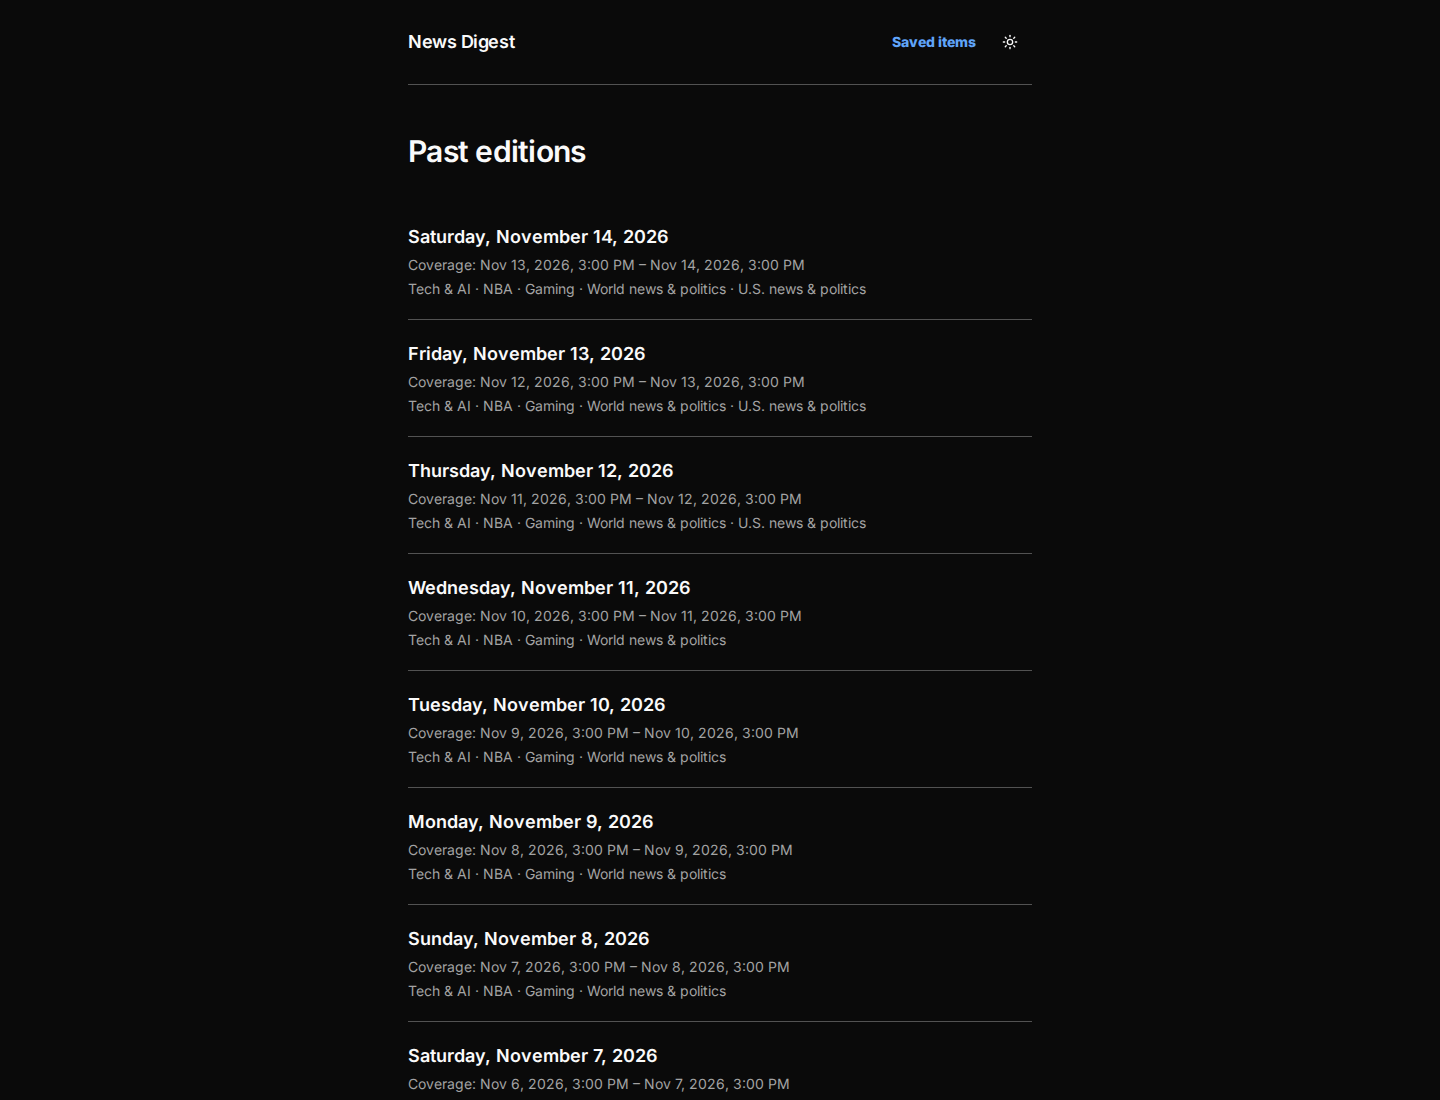 News Digest
Saved items
Past editions
Saturday, November 14, 2026
Coverage: Nov 13, 2026, 3:00 PM – Nov 14, 2026, 3:00 PM
Tech & AI · NBA · Gaming · World news & politics · U.S. news & politics
Friday, November 13, 2026
Coverage: Nov 12, 2026, 3:00 PM – Nov 13, 2026, 3:00 PM
Tech & AI · NBA · Gaming · World news & politics · U.S. news & politics
Thursday, November 12, 2026
Coverage: Nov 11, 2026, 3:00 PM – Nov 12, 2026, 3:00 PM
Tech & AI · NBA · Gaming · World news & politics · U.S. news & politics
Wednesday, November 11, 2026
Coverage: Nov 10, 2026, 3:00 PM – Nov 11, 2026, 3:00 PM
Tech & AI · NBA · Gaming · World news & politics
Tuesday, November 10, 2026
Coverage: Nov 9, 2026, 3:00 PM – Nov 10, 2026, 3:00 PM
Tech & AI · NBA · Gaming · World news & politics
Monday, November 9, 2026
Coverage: Nov 8, 2026, 3:00 PM – Nov 9, 2026, 3:00 PM
Tech & AI · NBA · Gaming · World news & politics
Sunday, November 8, 2026
Coverage: Nov 7, 2026, 3:00 PM – Nov 8, 2026, 3:00 PM
Tech & AI · NBA · Gaming · World news & politics
Saturday, November 7, 2026
Coverage: Nov 6, 2026, 3:00 PM – Nov 7, 2026, 3:00 PM